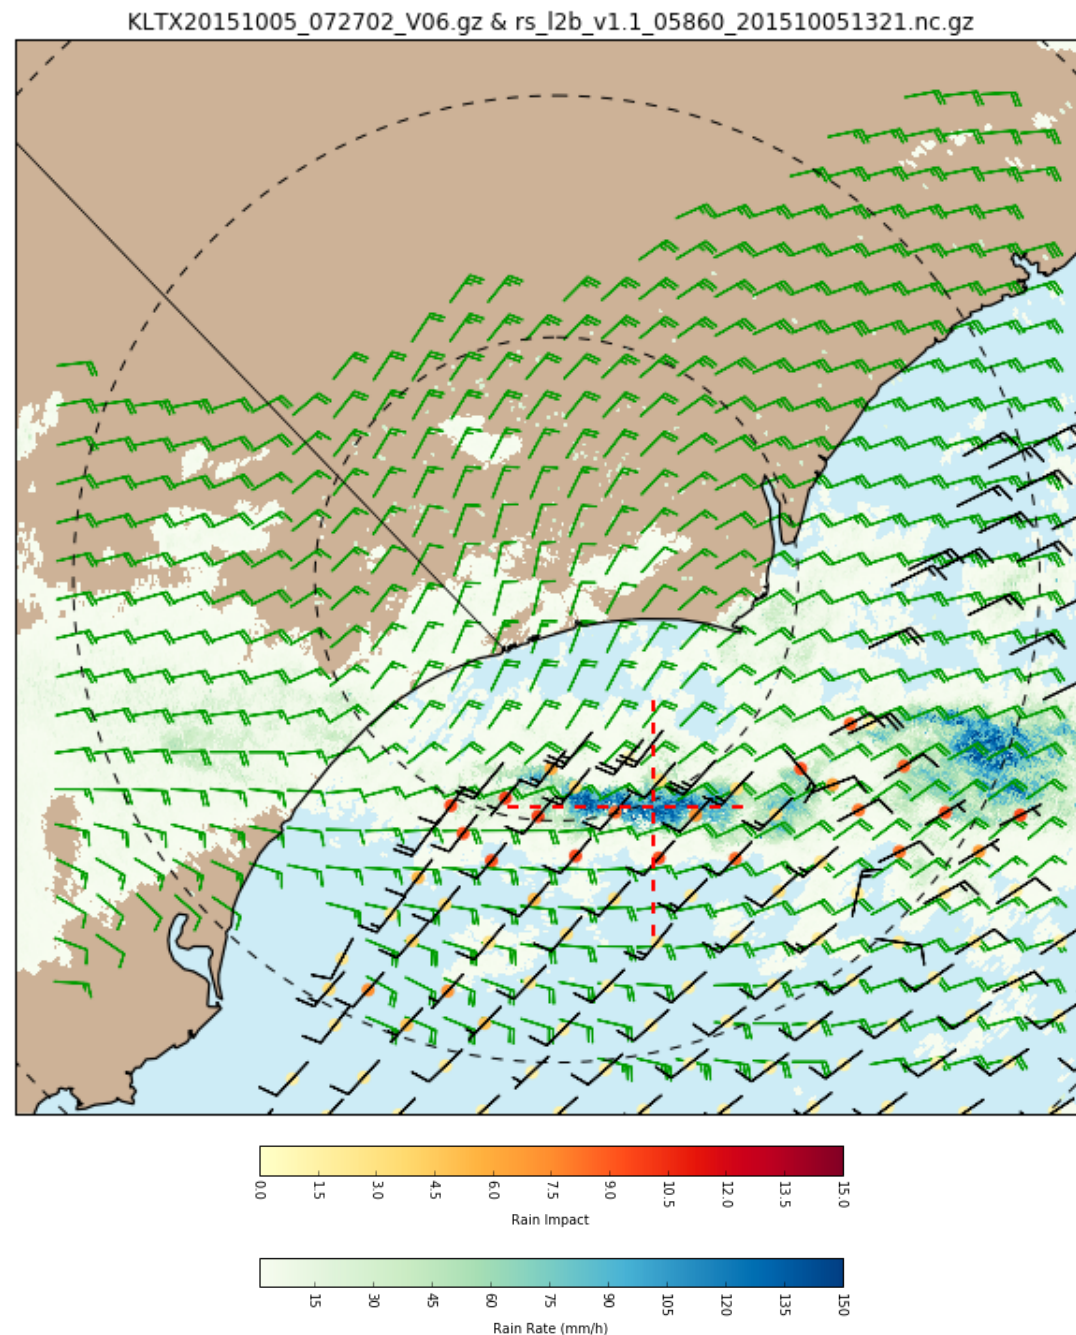 KLTX20151005_072702_V06.gz & rs_l2b_v1.1_05860_201510051321.nc.gz
0.0 1.5 3.0 4.5 6.0 7.5 9.0 10.5 12.0 13.5 15.0
Rain Impact
15 30 45 60 75 90 105 120 135 150
Rain Rate (mm/h)